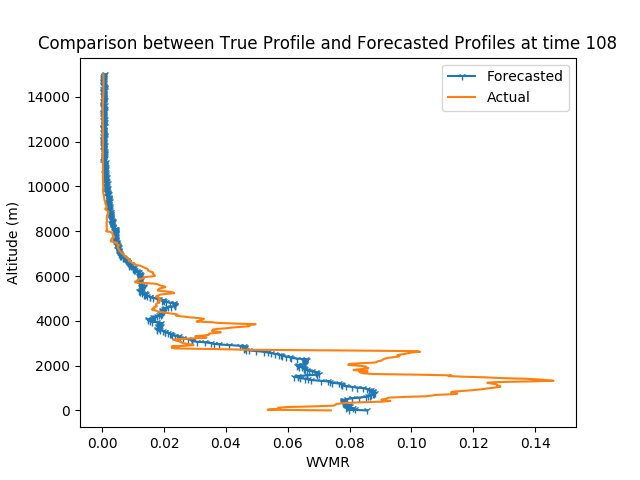 Comparison between True Profile and Forecasted Profiles at time 108
Forecasted
Actual
14000
12000
10000
8000
6000
4000
2000
0
Altitude (m)
0.00 0.02 0.04 0.06 0.08 0.10 0.12 0.14
WVMR